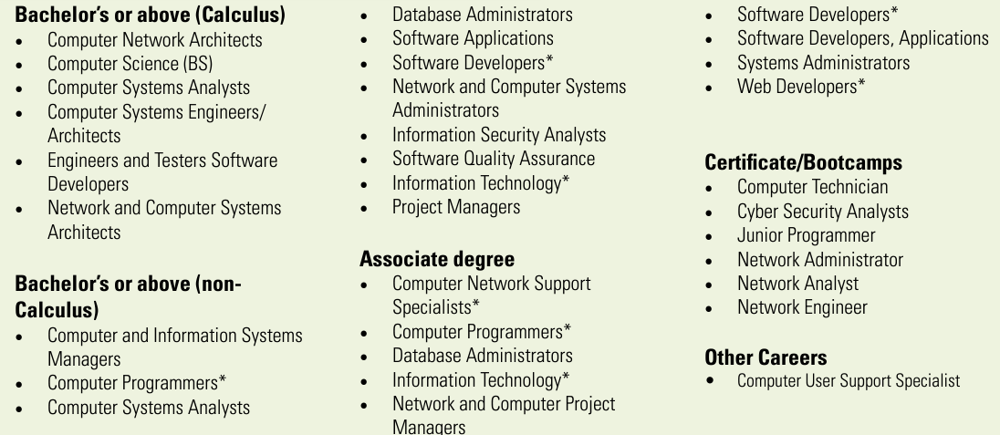 Bachelor's or above (Calculus)
• Computer Network Architects
• Computer Science (BS)
• Computer Systems Analysts
• Computer Systems Engineers/
Architects
• Engineers and Testers Software
Developers
• Network and Computer Systems
Architects
Bachelor's or above (non-
Calculus)
• Computer and Information Systems
Managers
• Computer Programmers*
• Computer Systems Analysts
• Database Administrators
• Software Applications
• Software Developers*
• Network and Computer Systems
Administrators
• Information Security Analysts
• Software Quality Assurance
• Information Technology*
• Project Managers
Associate degree
• Computer Network Support
Specialists*
• Computer Programmers*
• Database Administrators
• Information Technology*
• Network and Computer Project
Managers
• Software Developers*
• Software Developers, Applications
• Systems Administrators
• Web Developers*
Certificate/Bootcamps
• Computer Technician
• Cyber Security Analysts
• Junior Programmer
• Network Administrator
• Network Analyst
• Network Engineer
Other Careers
• Computer User Support Specialist